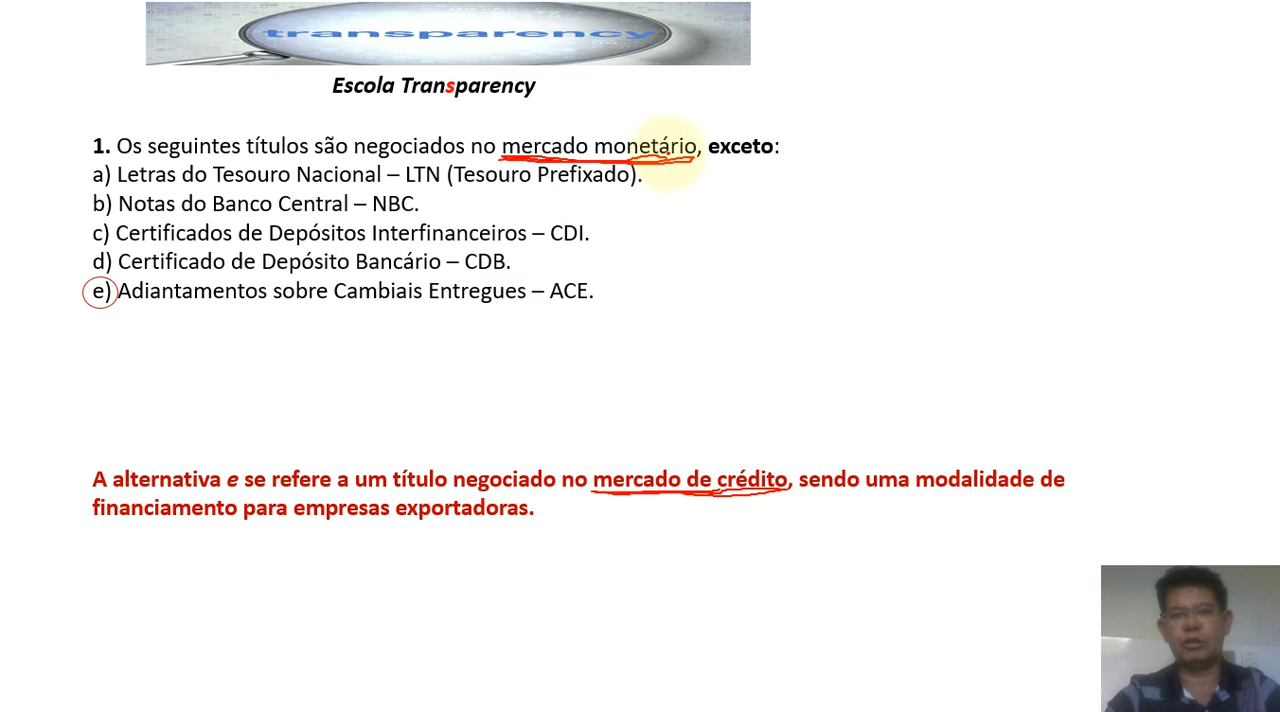 transparency
Escola Transparency
1. Os seguintes títulos são negociados no mercado monetário, exceto:
a) Letras do Tesouro Nacional – LTN (Tesouro Prefixado).
b) Notas do Banco Central – NBC.
c) Certificados de Depósitos Interfinanceiros – CDI.
d) Certificado de Depósito Bancário – CDB.
e) Adiantamentos sobre Cambiais Entregues – ACE.
A alternativa e se refere a um título negociado no mercado de crédito, sendo uma modalidade de
financiamento para empresas exportadoras.